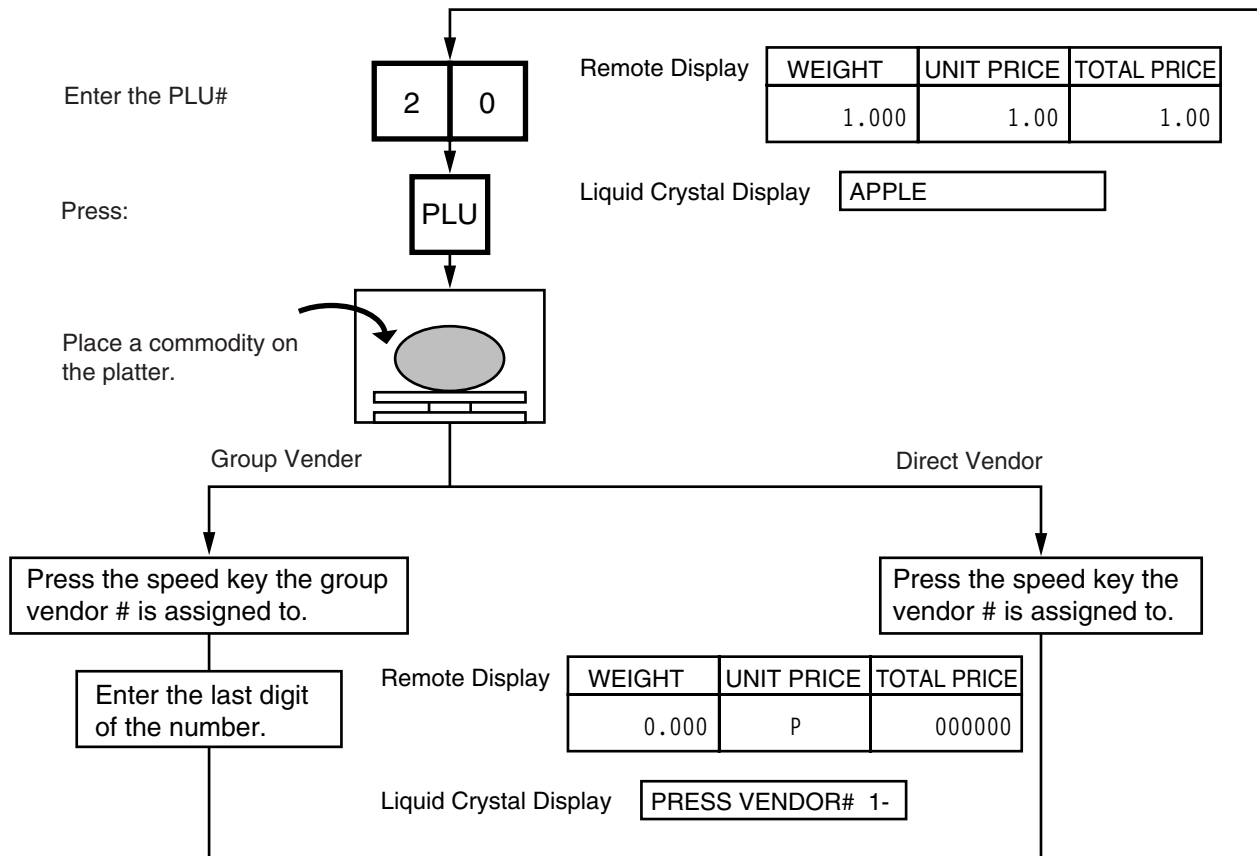 Enter the PLU#
2 0
Remote Display
WEIGHT UNIT PRICE TOTAL PRICE
1.000 1.00 1.00
Liquid Crystal Display APPLE
Press:
PLU
Place a commodity on
the platter.
Group Vender
Direct Vendor
Press the speed key the group
vendor # is assigned to.
Press the speed key the
vendor # is assigned to.
Enter the last digit
of the number.
Remote Display
WEIGHT UNIT PRICE TOTAL PRICE
0.000 P 000000
Liquid Crystal Display PRESS VENDOR# 1-